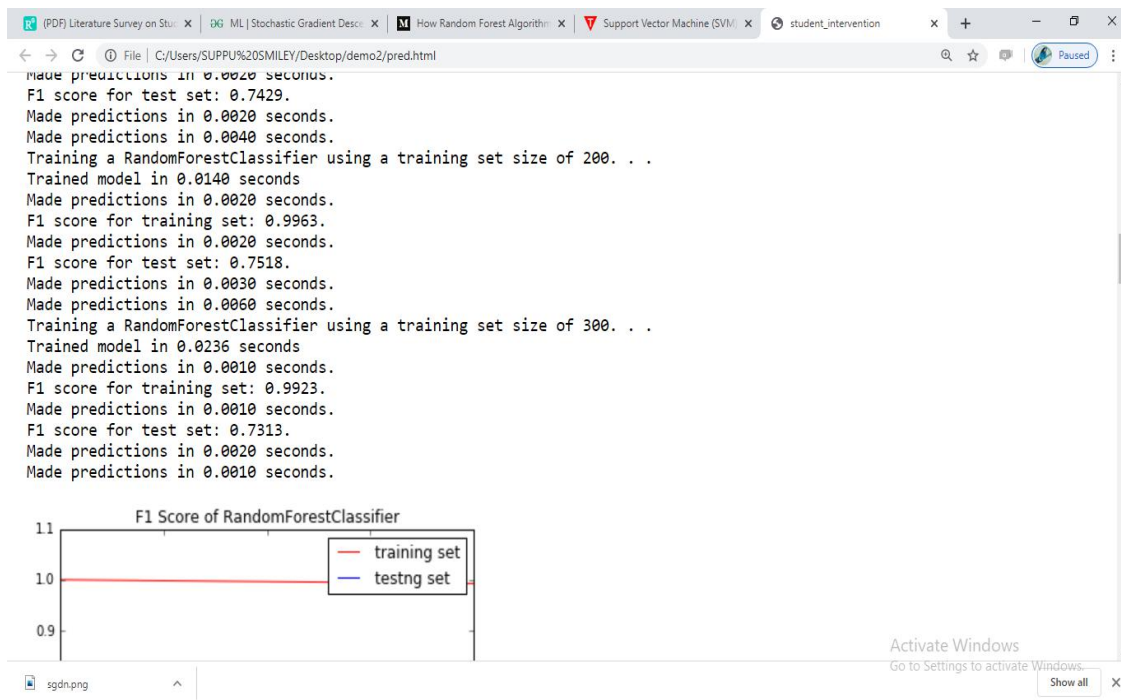 (PDF) Literature Survey on Stud
ML | Stochastic Gradient Desce
How Random Forest Algorithm
Support Vector Machine (SVM)
student_intervention
File | C:/Users/SUPPU%20SMILEY/Desktop/demo2/pred.html
Paused
Made predictions in 0.0020 seconds.
F1 score for test set: 0.7429.
Made predictions in 0.0020 seconds.
Made predictions in 0.0040 seconds.
Training a RandomForestClassifier using a training set size of 200. . .
Trained model in 0.0140 seconds
Made predictions in 0.0020 seconds.
F1 score for training set: 0.9963.
Made predictions in 0.0020 seconds.
F1 score for test set: 0.7518.
Made predictions in 0.0030 seconds.
Made predictions in 0.0060 seconds.
Training a RandomForestClassifier using a training set size of 300. . .
Trained model in 0.0236 seconds
Made predictions in 0.0010 seconds.
F1 score for training set: 0.9923.
Made predictions in 0.0010 seconds.
F1 score for test set: 0.7313.
Made predictions in 0.0020 seconds.
Made predictions in 0.0010 seconds.
F1 Score of RandomForestClassifier
1.1
training set
1.0
testng set
0.9
Activate Windows
Go to Settings to activate Windows.
sgdn.png
Show all